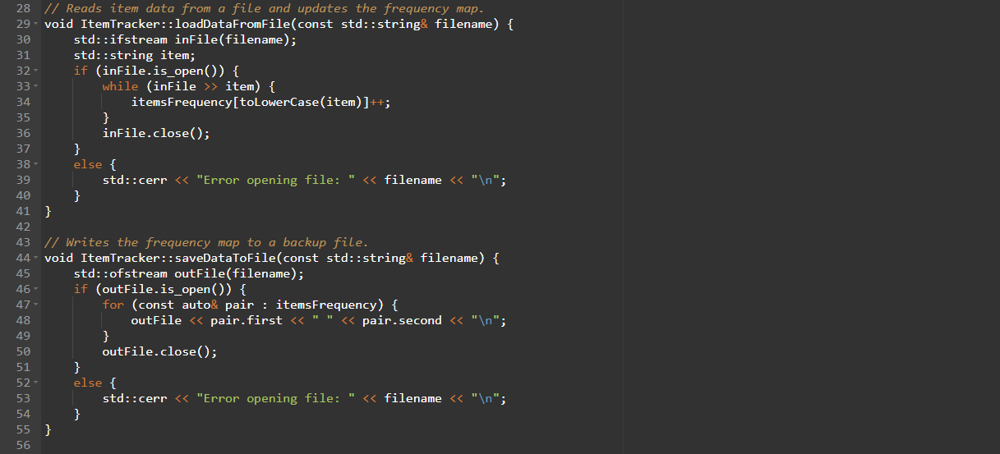 28 // Reads item data from a file and updates the frequency map.
29 void ItemTracker::loadDataFromFile(const std::string& filename) {
30     std::ifstream inFile(filename);
31     std::string item;
32     if (inFile.is_open()) {
33         while (inFile >> item) {
34             itemsFrequency[toLowerCase(item)]++;
35         }
36         inFile.close();
37     }
38     else {
39         std::cerr << "Error opening file: " << filename << "\n";
40     }
41 }
42
43 // Writes the frequency map to a backup file.
44 void ItemTracker::saveDataToFile(const std::string& filename) {
45     std::ofstream outFile(filename);
46     if (outFile.is_open()) {
47         for (const auto& pair : itemsFrequency) {
48             outFile << pair.first << " " << pair.second << "\n";
49         }
50         outFile.close();
51     }
52     else {
53         std::cerr << "Error opening file: " << filename << "\n";
54     }
55 }
56